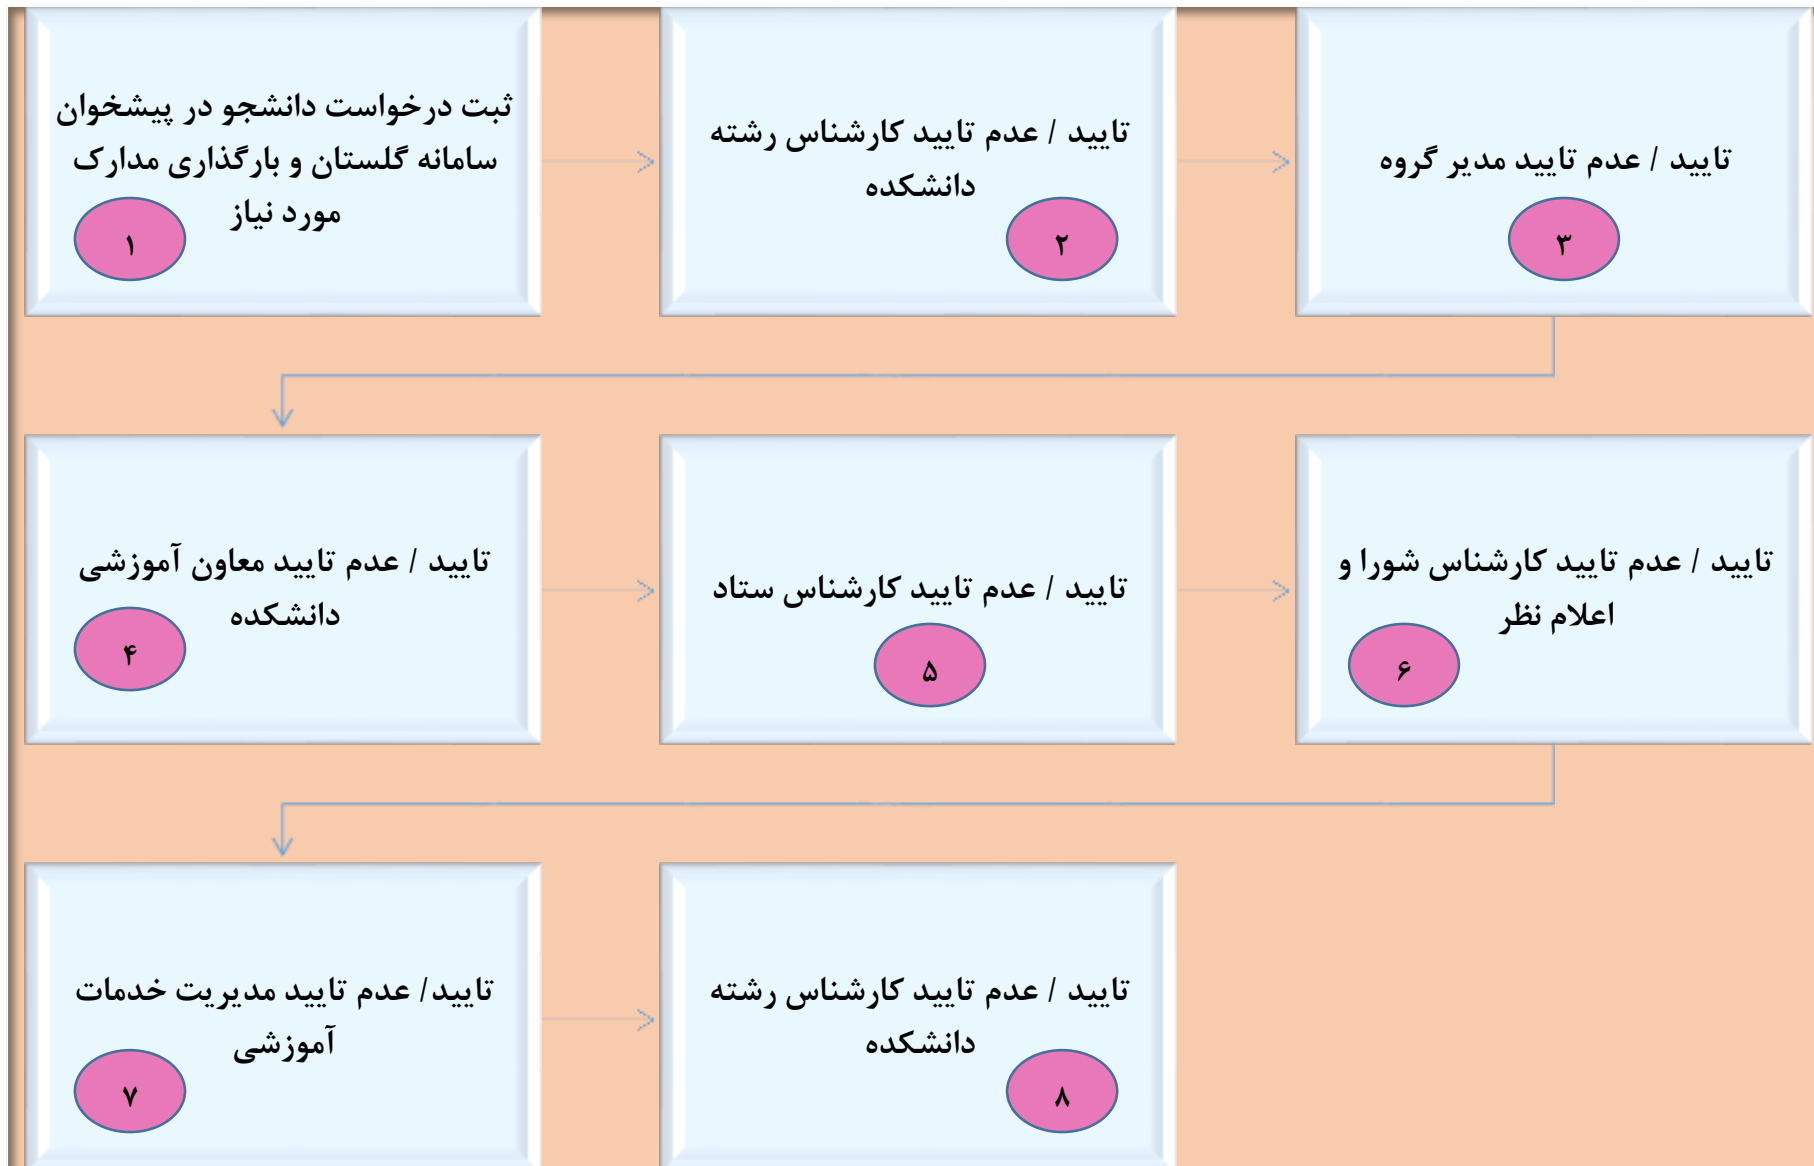 ثبت درخواست دانشجو در پیشخوان
سامانه گلستان و بارگذاری مدارک
مورد نیاز
۱
تایید / عدم تایید کارشناس رشته
دانشکده
۲
تایید / عدم تایید مدیر گروه
۳
تایید / عدم تایید معاون آموزشی
دانشکده
۴
تایید / عدم تایید کارشناس ستاد
۵
تایید / عدم تایید کارشناس شورا و
اعلام نظر
۶
تایید/ عدم تایید مدیریت خدمات
آموزشی
۷
تایید / عدم تایید کارشناس رشته
دانشکده
۸